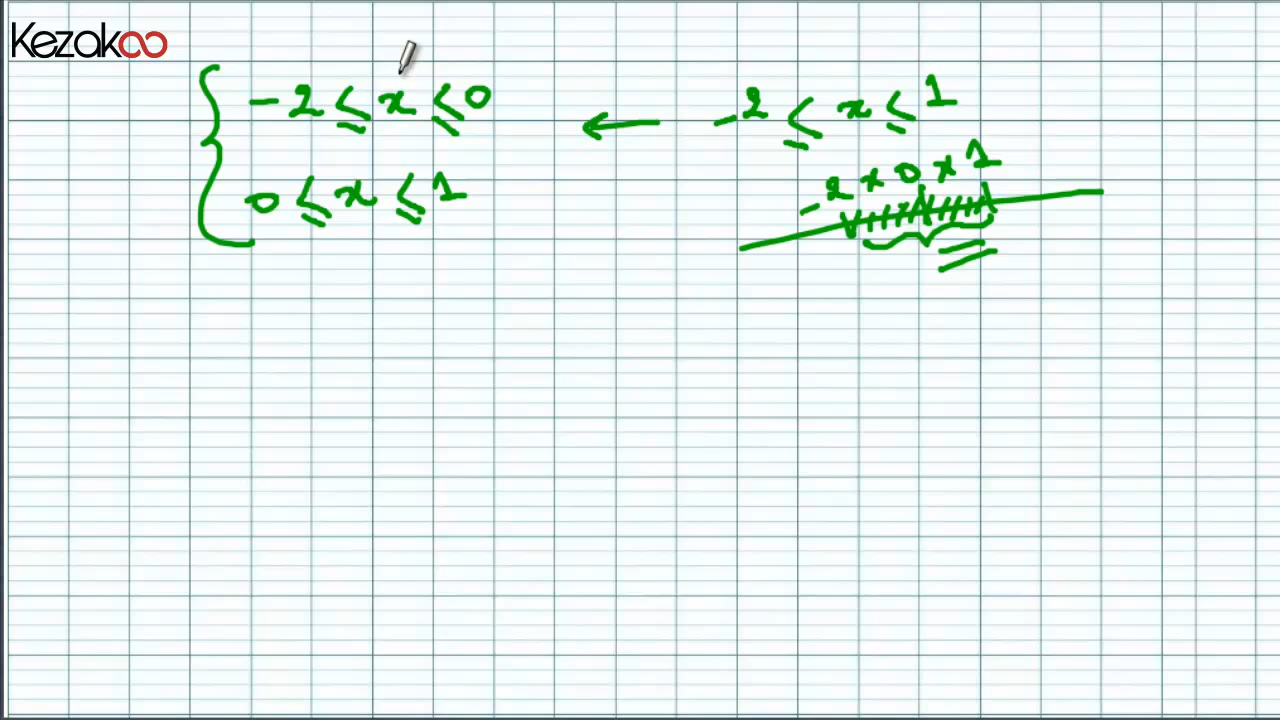 Kezakoo
-2 ≤ x ≤ 0 ← -2 ≤ x ≤ 1
0 ≤ x ≤ 1
-2 x 0 x 1